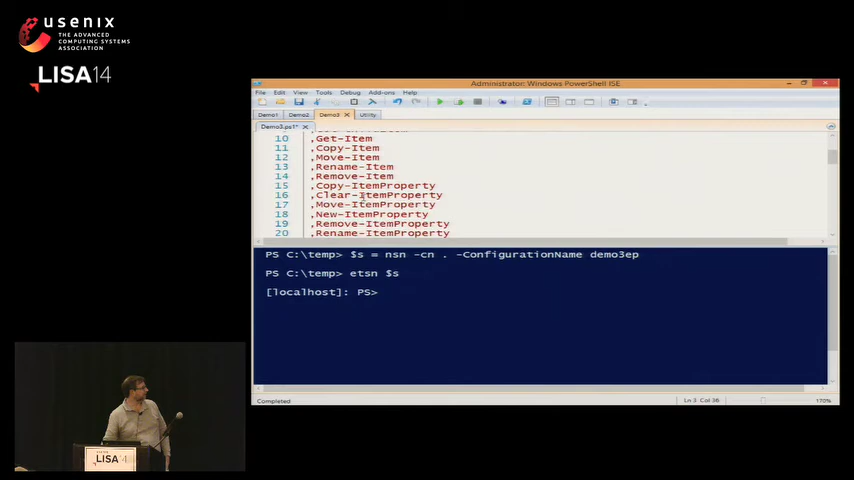 usenix
THE ADVANCED
COMPUTING SYSTEMS
ASSOCIATION
LISA14
Administrator: Windows PowerShell ISE
File Edit View Tools Debug Add-ons Help
Demo1 Demo2 Demo3 Utility
Demo3.ps1*
10 ,Get-Item
11 ,Copy-Item
12 ,Move-Item
13 ,Rename-Item
14 ,Remove-Item
15 ,Copy-ItemProperty
16 ,Clear-ItemProperty
17 ,Move-ItemProperty
18 ,New-ItemProperty
19 ,Remove-ItemProperty
20 ,Rename-ItemProperty
PS C:\temp> $s = nsn -cn . -ConfigurationName demo3ep
PS C:\temp> etsn $s
[localhost]: PS>
Completed
Ln 3 Col 36
170%
LISA14